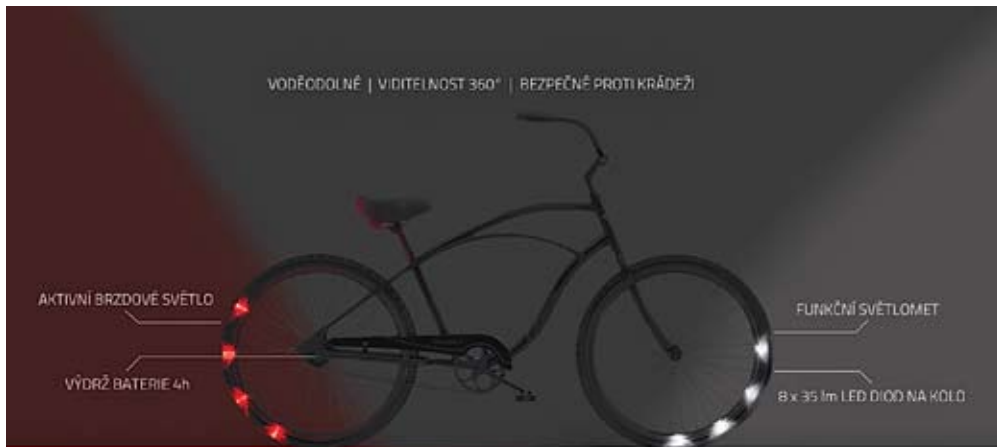 VODĚODOLNÉ | VIDITELNOST 360° | BEZPEČNÉ PROTI KRÁDEŽI
AKTIVNÍ BRZDOVÉ SVĚTLO
VÝDRŽ BATERIE 4h
FUNKČNÍ SVĚTLOMET
8 x 35 lm LED DIOD NA KOLO